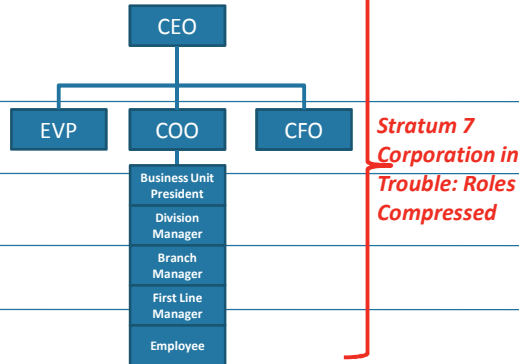 CEO
EVP
COO
CFO
Stratum 7
Corporation in
Trouble: Roles
Compressed
Business Unit
President
Division
Manager
Branch
Manager
First Line
Manager
Employee